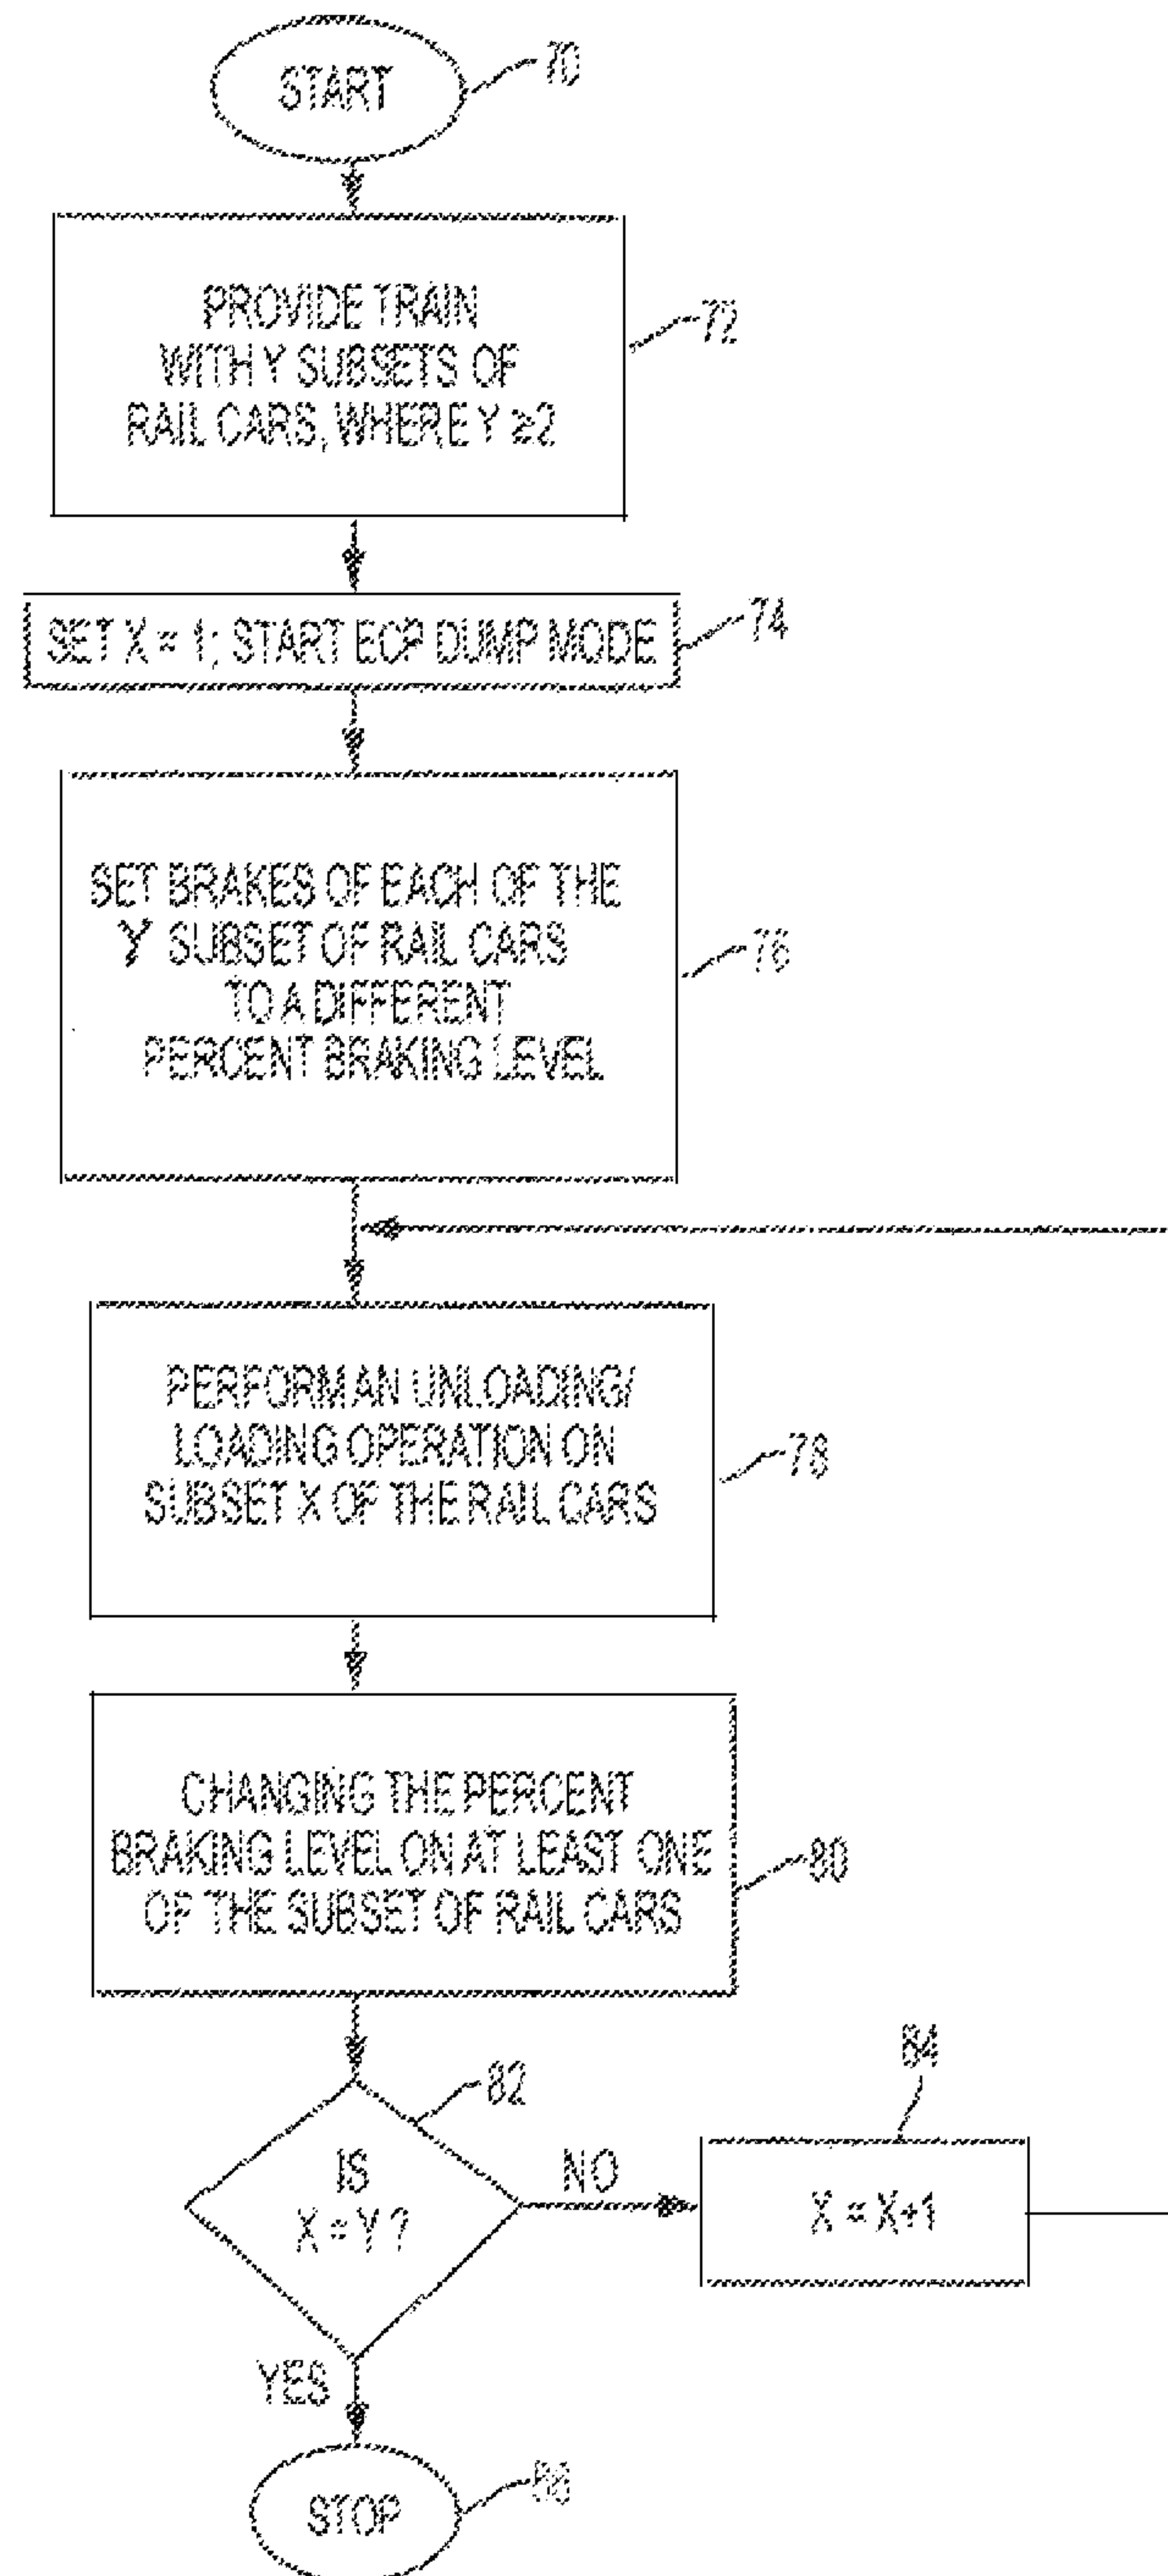 START
70
PROVIDE TRAIN
WITH Y SUBSETS OF
RAIL CARS, WHERE Y ≥2
72
SET X = 1; START ECP DUMP MODE
74
SET BRAKES OF EACH OF THE
Y SUBSET OF RAIL CARS
TO A DIFFERENT
PERCENT BRAKING LEVEL
76
PERFORM AN UNLOADING/
LOADING OPERATION ON
SUBSET X OF THE RAIL CARS
78
CHANGING THE PERCENT
BRAKING LEVEL ON AT LEAST ONE
OF THE SUBSET OF RAIL CARS
80
82
IS
X = Y ?
NO
84
X = X+1
YES
STOP
86